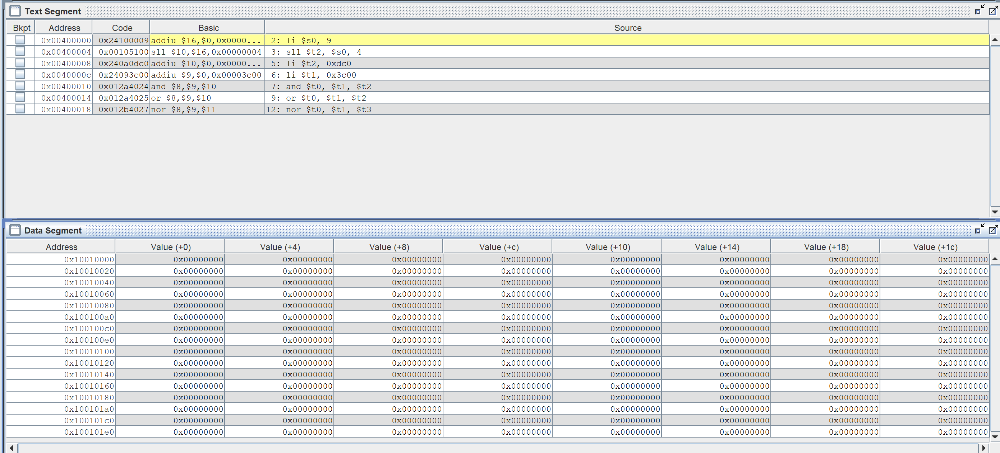 Text Segment
Bkpt Address Code Basic Source
0x00400000 0x24100009 addiu $16,$0,0x0000... 2: li $s0, 9
0x00400004 0x00105100 sll $10,$16,0x00000004 3: sll $t2, $s0, 4
0x00400008 0x240a0dc0 addiu $10,$0,0x0000... 5: li $t2, 0xdc0
0x0040000c 0x24093c00 addiu $9,$0,0x00003c00 6: li $t1, 0x3c00
0x00400010 0x012a4024 and $8,$9,$10 7: and $t0, $t1, $t2
0x00400014 0x012a4025 or $8,$9,$10 9: or $t0, $t1, $t2
0x00400018 0x012b4027 nor $8,$9,$11 12: nor $t0, $t1, $t3
Data Segment
Address Value (+0) Value (+4) Value (+8) Value (+c) Value (+10) Value (+14) Value (+18) Value (+1c)
0x10010000 0x00000000 0x00000000 0x00000000 0x00000000 0x00000000 0x00000000 0x00000000 0x00000000
0x10010020 0x00000000 0x00000000 0x00000000 0x00000000 0x00000000 0x00000000 0x00000000 0x00000000
0x10010040 0x00000000 0x00000000 0x00000000 0x00000000 0x00000000 0x00000000 0x00000000 0x00000000
0x10010060 0x00000000 0x00000000 0x00000000 0x00000000 0x00000000 0x00000000 0x00000000 0x00000000
0x10010080 0x00000000 0x00000000 0x00000000 0x00000000 0x00000000 0x00000000 0x00000000 0x00000000
0x100100a0 0x00000000 0x00000000 0x00000000 0x00000000 0x00000000 0x00000000 0x00000000 0x00000000
0x100100c0 0x00000000 0x00000000 0x00000000 0x00000000 0x00000000 0x00000000 0x00000000 0x00000000
0x100100e0 0x00000000 0x00000000 0x00000000 0x00000000 0x00000000 0x00000000 0x00000000 0x00000000
0x10010100 0x00000000 0x00000000 0x00000000 0x00000000 0x00000000 0x00000000 0x00000000 0x00000000
0x10010120 0x00000000 0x00000000 0x00000000 0x00000000 0x00000000 0x00000000 0x00000000 0x00000000
0x10010140 0x00000000 0x00000000 0x00000000 0x00000000 0x00000000 0x00000000 0x00000000 0x00000000
0x10010160 0x00000000 0x00000000 0x00000000 0x00000000 0x00000000 0x00000000 0x00000000 0x00000000
0x10010180 0x00000000 0x00000000 0x00000000 0x00000000 0x00000000 0x00000000 0x00000000 0x00000000
0x100101a0 0x00000000 0x00000000 0x00000000 0x00000000 0x00000000 0x00000000 0x00000000 0x00000000
0x100101c0 0x00000000 0x00000000 0x00000000 0x00000000 0x00000000 0x00000000 0x00000000 0x00000000
0x100101e0 0x00000000 0x00000000 0x00000000 0x00000000 0x00000000 0x00000000 0x00000000 0x00000000